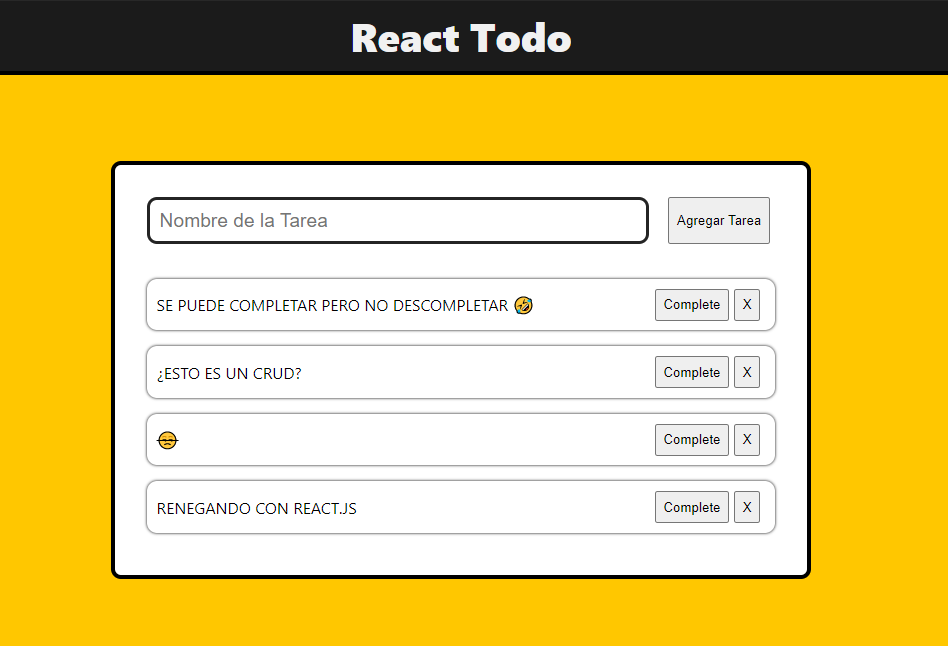 React Todo
Nombre de la Tarea
Agregar Tarea
SE PUEDE COMPLETAR PERO NO DESCOMPLETAR 🤣
Complete
X
¿ESTO ES UN CRUD?
Complete
X
😔
Complete
X
RENEGANDO CON REACT.JS
Complete
X